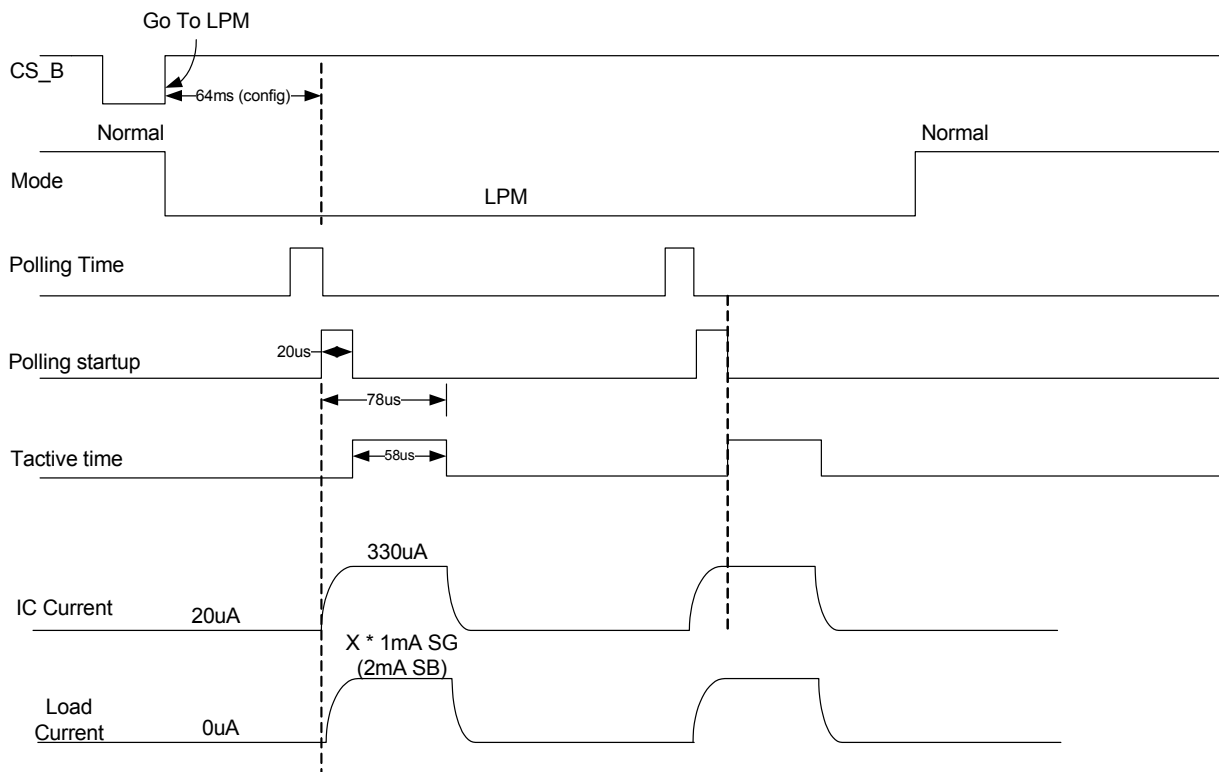 Go To LPM
CS_B
64ms (config)
Normal
Normal
Mode
LPM
Polling Time
20us
Polling startup
78us
Tactive time
58us
330uA
IC Current
20uA
X * 1mA SG
(2mA SB)
Load
Current
0uA